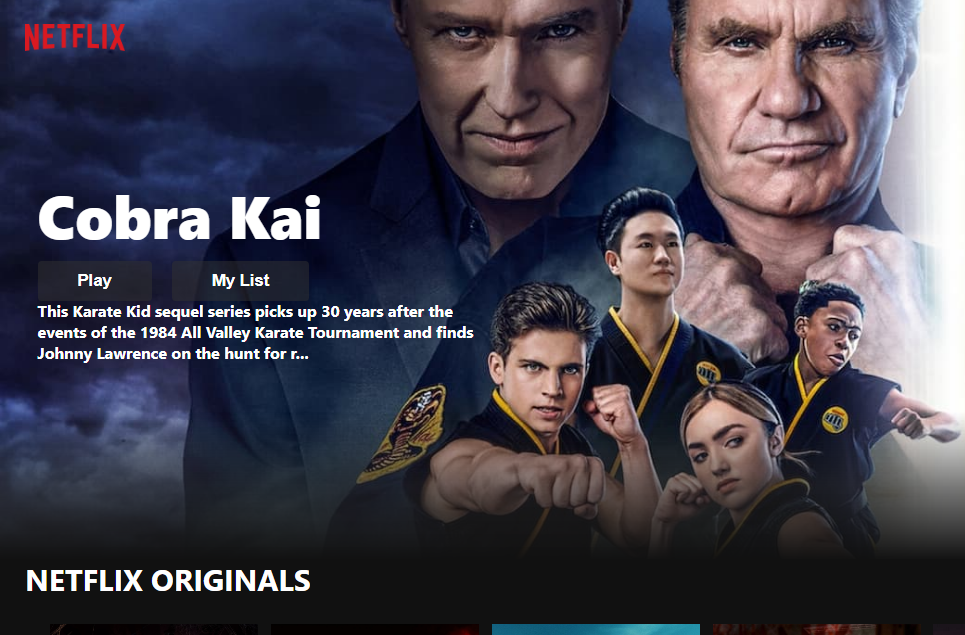 NETFLIX
Cobra Kai
Play
My List
This Karate Kid sequel series picks up 30 years after the
events of the 1984 All Valley Karate Tournament and finds
Johnny Lawrence on the hunt for r...
NETFLIX ORIGINALS